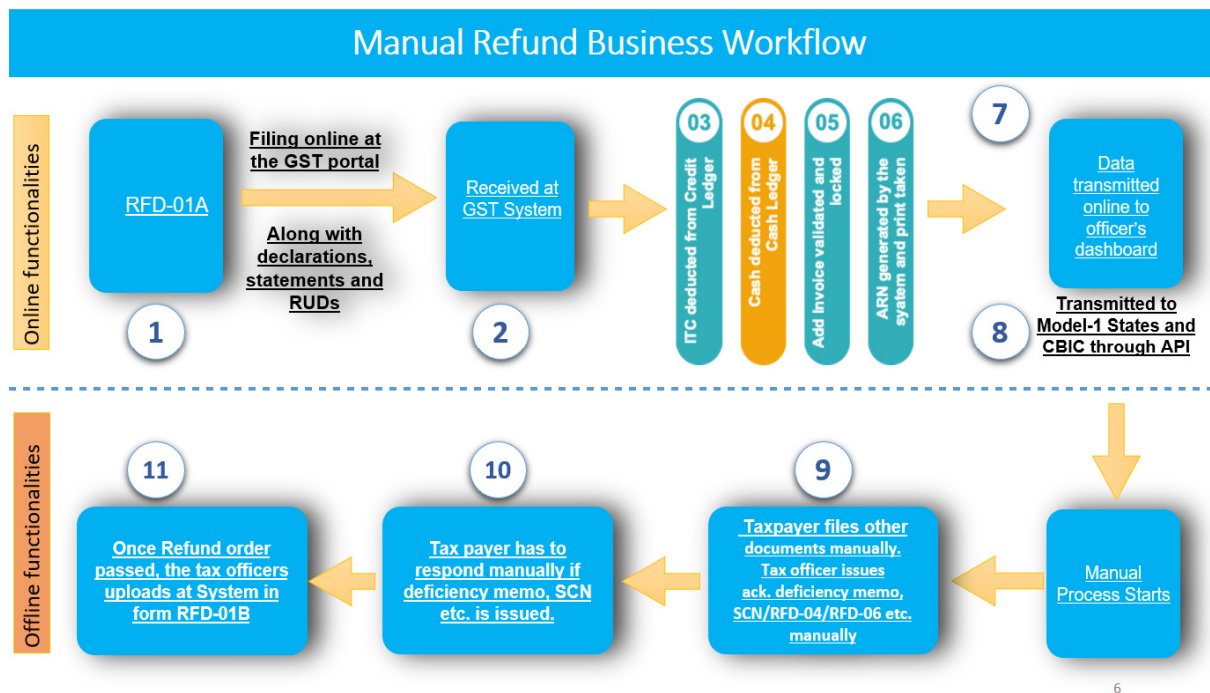 Manual Refund Business Workflow
Online functionalities
RFD-01A
1
Filing online at
the GST portal
Along with
declarations,
statements and
RUDs
Received at
GST System
2
03
ITC deducted from Credit
Ledger
04
Cash deducted from
Cash Ledger
05
Add Invoice validated and
locked
06
ARN generated by the
system and print taken
7
Data
transmitted
online to
officer's
dashboard
8
Transmitted to
Model-1 States and
CBIC through API
Offline functionalities
11
Once Refund order
passed, the tax officers
uploads at System in
form RFD-01B
10
Tax payer has to
respond manually if
deficiency memo, SCN
etc. is issued.
9
Taxpayer files other
documents manually.
Tax officer issues
ack. deficiency memo,
SCN/RFD-04/RFD-06 etc.
manually
Manual
Process Starts
6